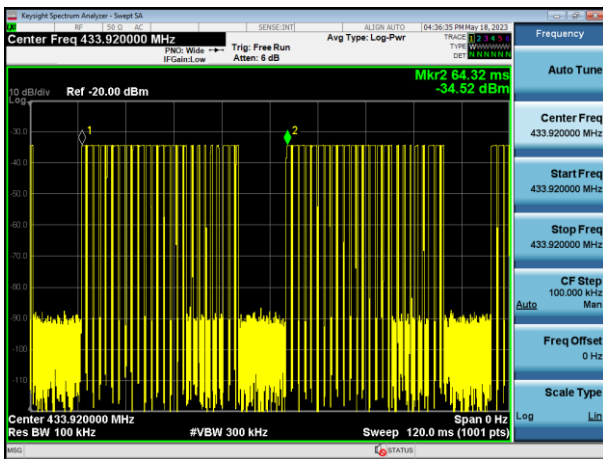 Keysight Spectrum Analyzer - Swept SA
RF 50 Ω AC SENSE:INT ALIGN AUTO 04:36:35 PM May 18, 2023
Center Freq 433.920000 MHz
PNO: Wide
IFGain:Low
Trig: Free Run
Atten: 6 dB
Avg Type: Log-Pwr
TRACE 1 2 3 4 5 6
TYPE WWWWWW
DET N N N N N N
Mkr2 64.32 ms
-34.52 dBm
10 dB/div Ref -20.00 dBm
Log
1
2
-30.0
-40.0
-50.0
-60.0
-70.0
-80.0
-90.0
-100
-110
Center 433.920000 MHz
Span 0 Hz
Res BW 100 kHz
#VBW 300 kHz
Sweep 120.0 ms (1001 pts)
MSG
STATUS
Frequency
Auto Tune
Center Freq
433.920000 MHz
Start Freq
433.920000 MHz
Stop Freq
433.920000 MHz
CF Step
100.000 kHz
Auto Man
Freq Offset
0 Hz
Scale Type
Log Lin